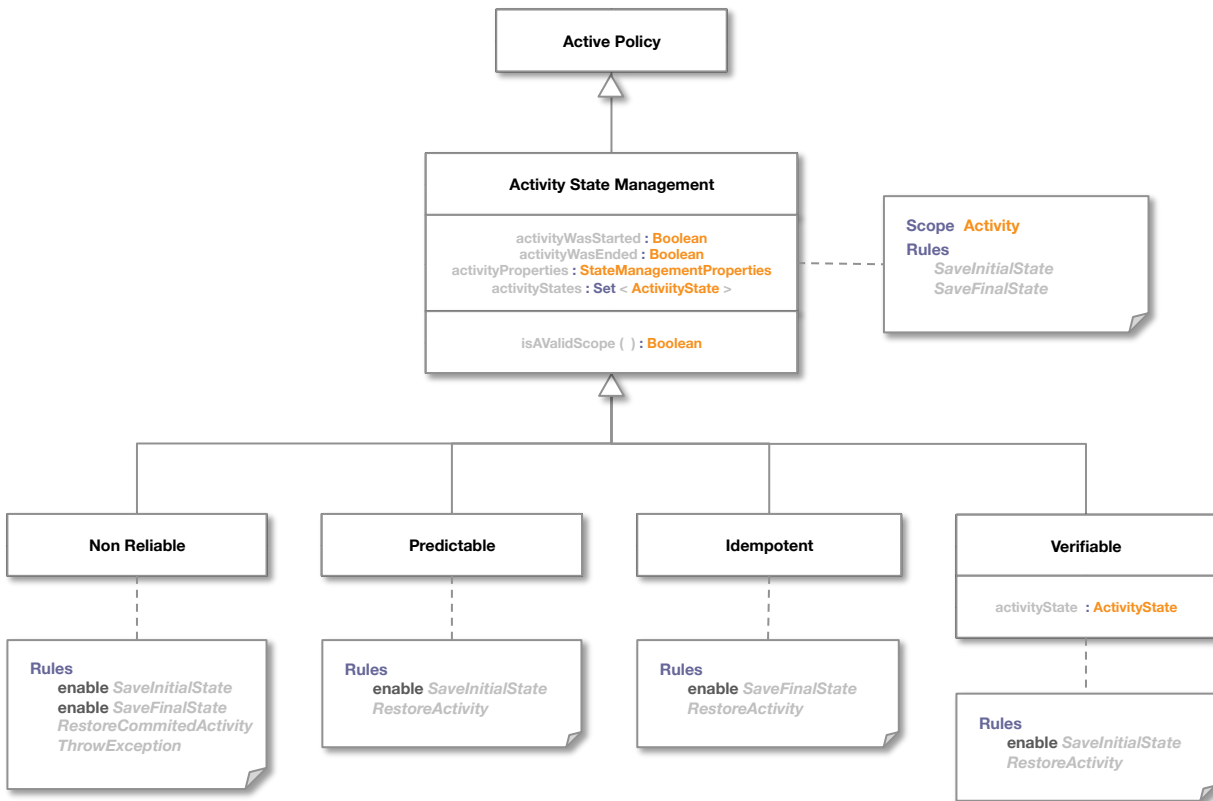 Active Policy
Activity State Management
activityWasStarted : Boolean
activityWasEnded : Boolean
activityProperties : StateManagementProperties
activityStates : Set < ActiviityState >
isAValidScope ( ) : Boolean
Scope Activity
Rules
SaveInitialState
SaveFinalState
Non Reliable
Predictable
Idempotent
Verifiable
activityState : ActivityState
Rules
enable SaveInitialState
enable SaveFinalState
RestoreCommitedActivity
ThrowException
Rules
enable SaveInitialState
RestoreActivity
Rules
enable SaveFinalState
RestoreActivity
Rules
enable SaveInitialState
RestoreActivity